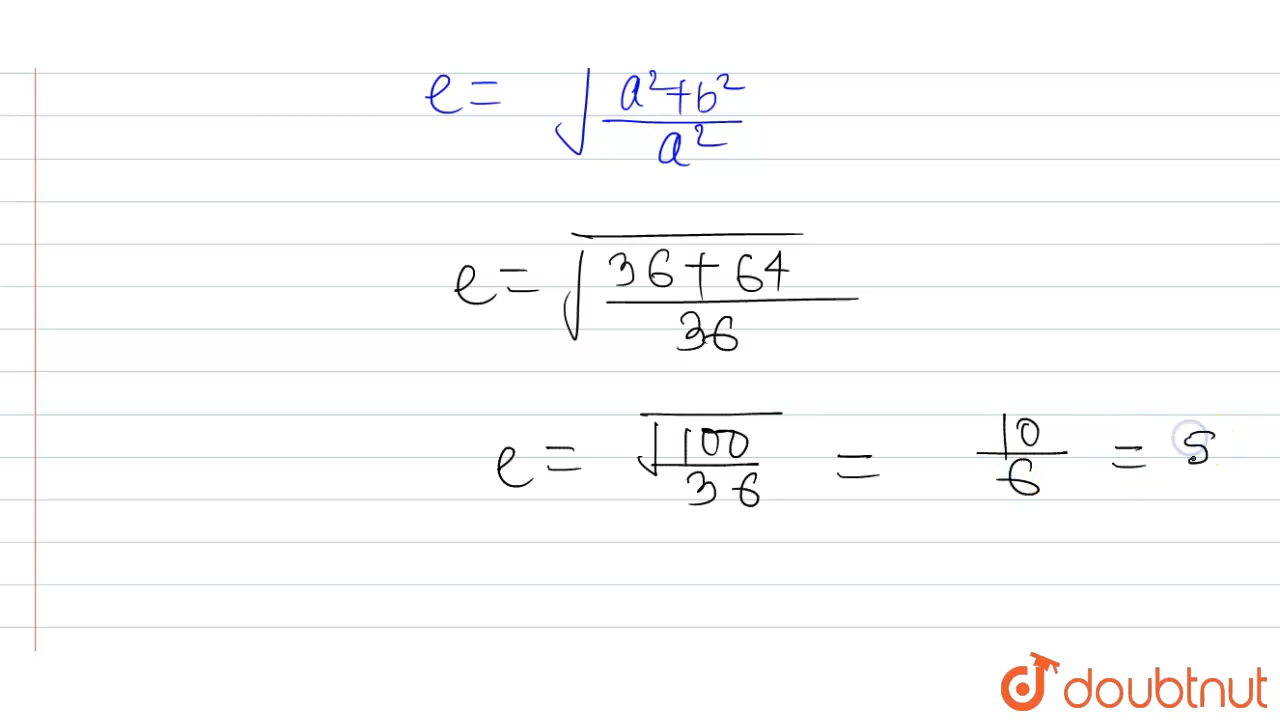 e = √(a²+b² / a²)
e = √(36+64 / 36)
e = √(100 / 36) = 10 / 6 = 5
doubtnut